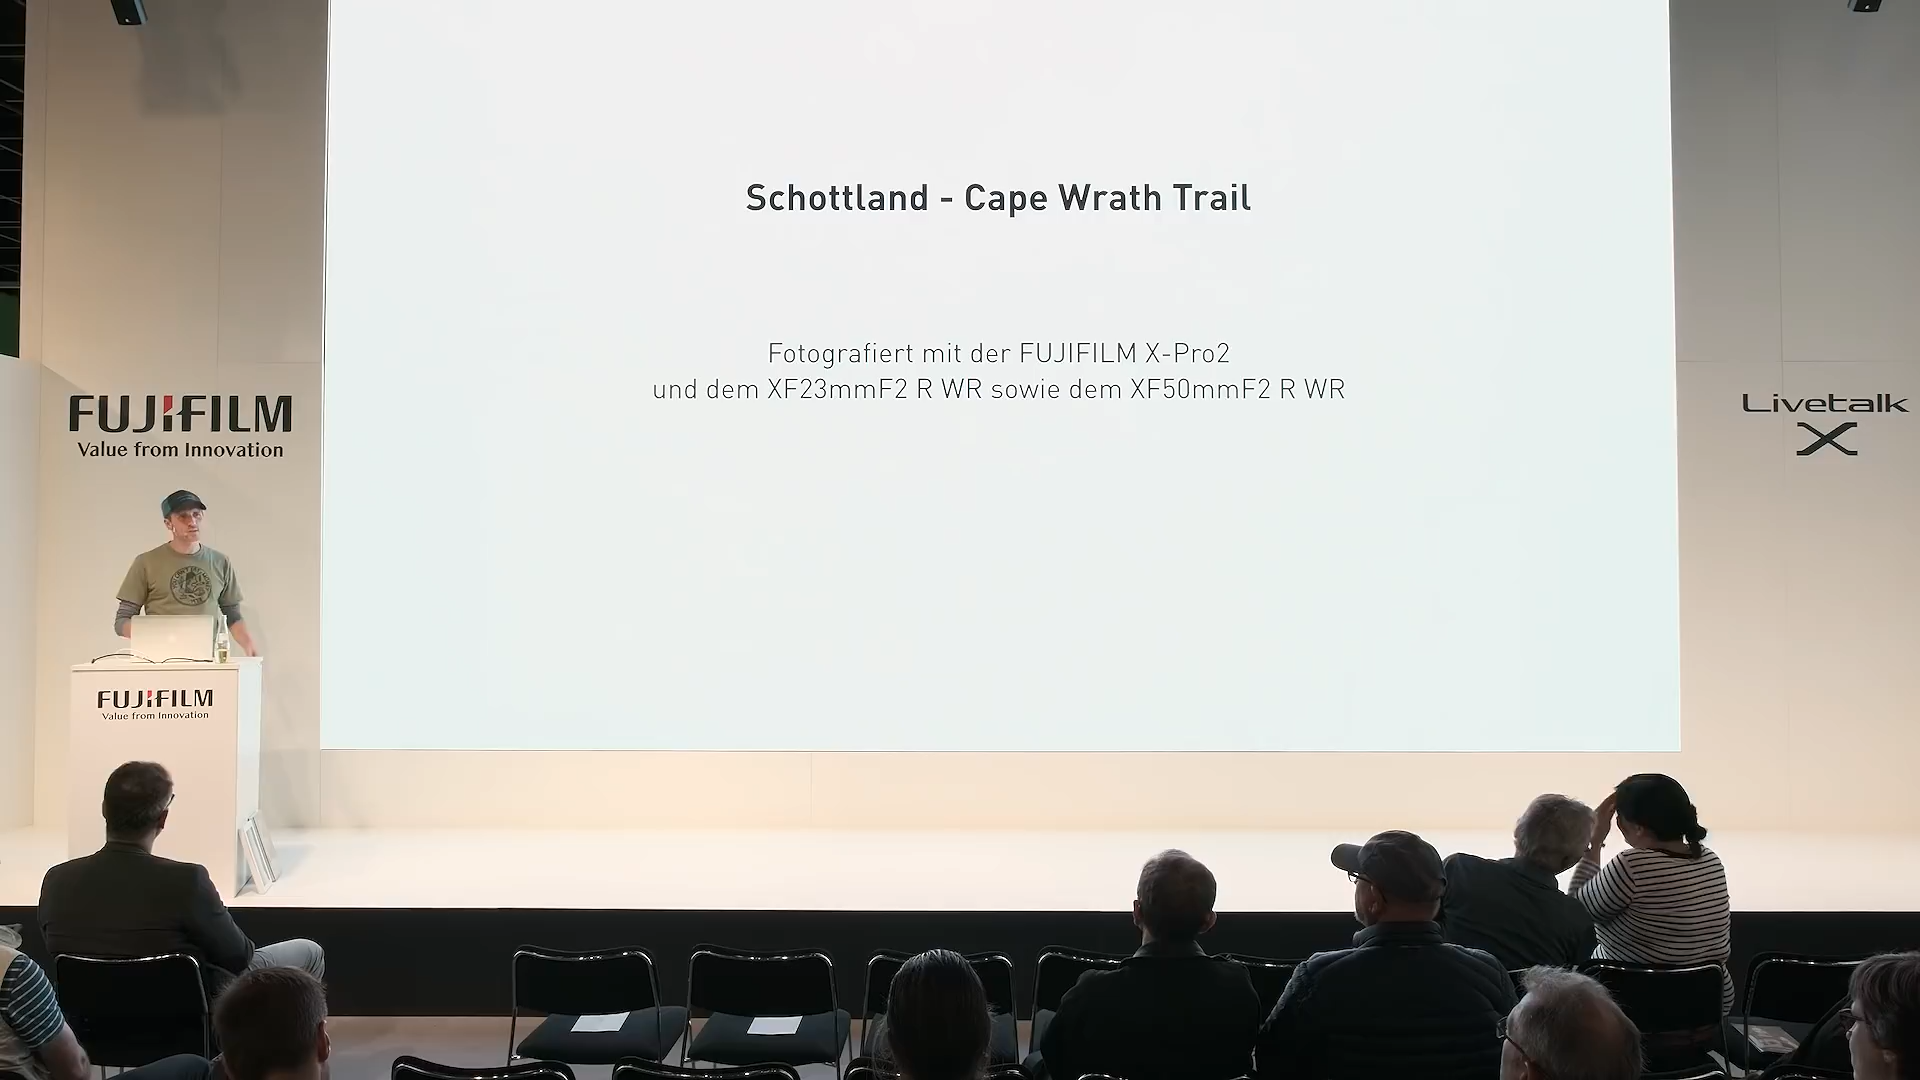 Schottland - Cape Wrath Trail
Fotografiert mit der FUJIFILM X-Pro2
und dem XF23mmF2 R WR sowie dem XF50mmF2 R WR
FUJIFILM
Value from Innovation
Livetalk
X
FUJIFILM
Value from Innovation